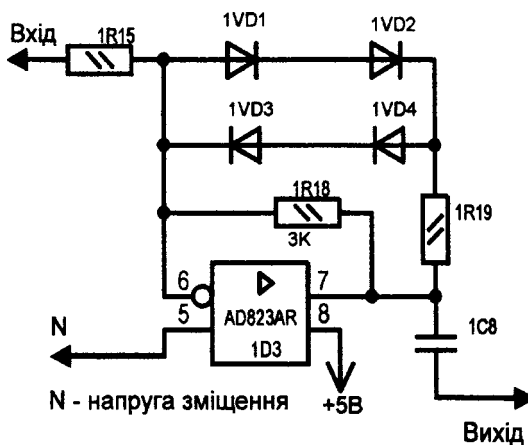 Вхід
1R15
1VD1
1VD2
1VD3
1VD4
1R18
3K
1R19
6
7
5
8
AD823AR
1D3
1C8
N
N - напруга зміщення
+5В
Вихід